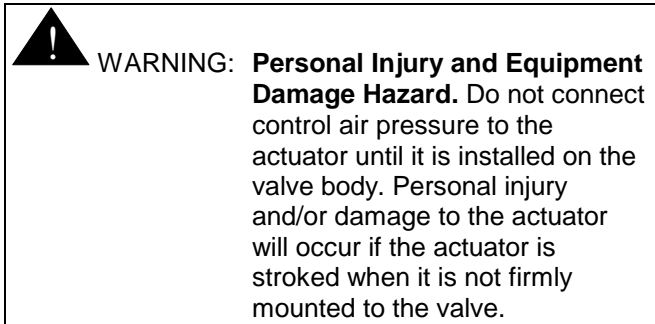 ! WARNING: Personal Injury and Equipment
Damage Hazard. Do not connect
control air pressure to the
actuator until it is installed on the
valve body. Personal injury
and/or damage to the actuator
will occur if the actuator is
stroked when it is not firmly
mounted to the valve.